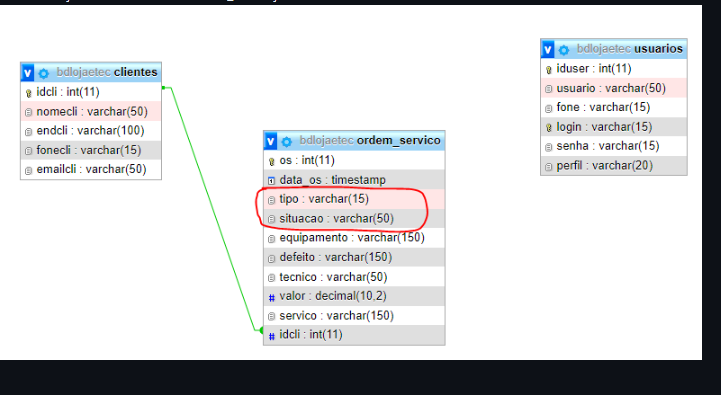 bdlojaetec clientes
idcli : int(11)
nomecli : varchar(50)
endcli : varchar(100)
fonecli : varchar(15)
emailcli : varchar(50)
bdlojaetec ordem_servico
os : int(11)
data_os : timestamp
tipo : varchar(15)
situacao : varchar(50)
equipamento : varchar(150)
defeito : varchar(150)
tecnico : varchar(50)
# valor : decimal(10,2)
servico : varchar(150)
# idcli : int(11)
bdlojaetec usuarios
iduser : int(11)
usuario : varchar(50)
fone : varchar(15)
login : varchar(15)
senha : varchar(15)
perfil : varchar(20)